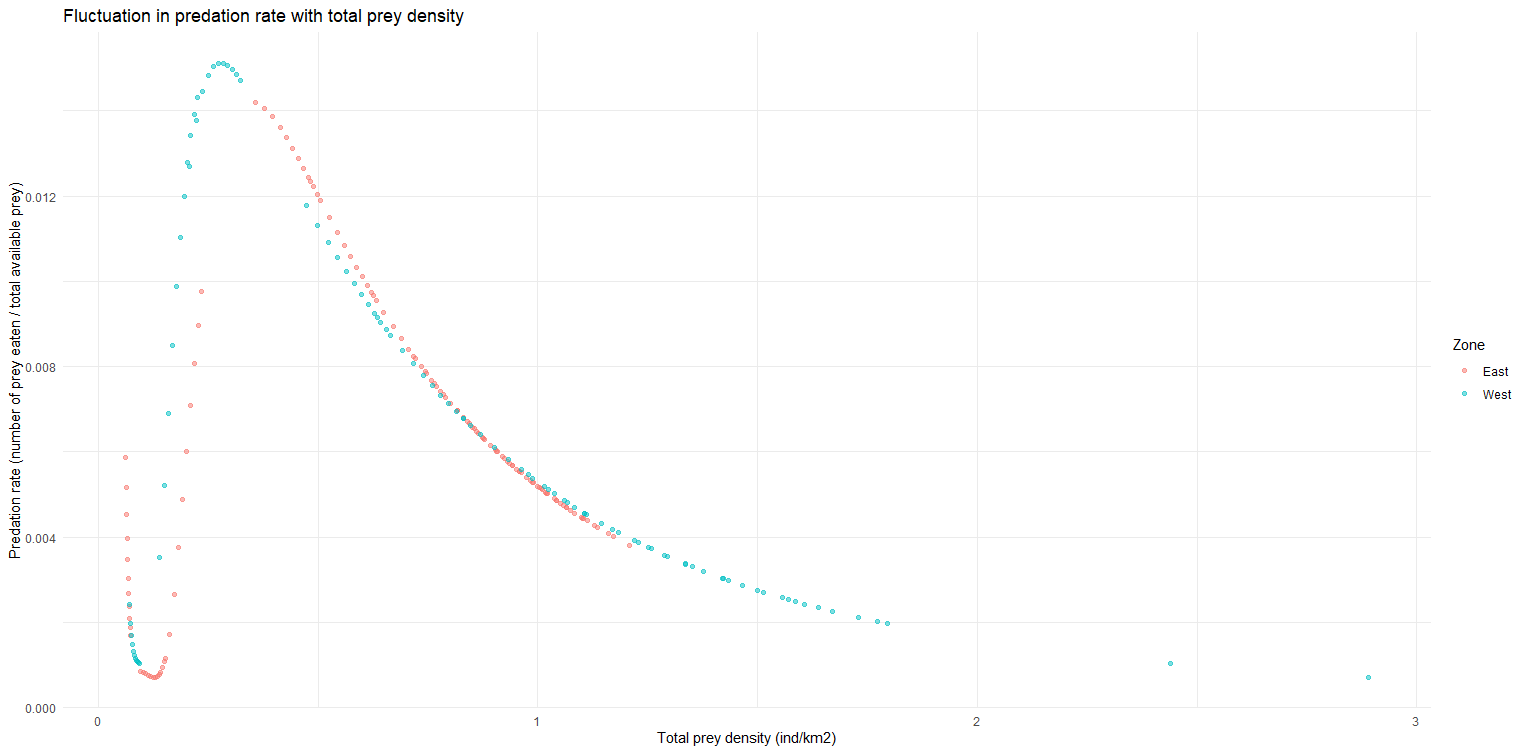 Fluctuation in predation rate with total prey density
Predation rate (number of prey eaten / total available prey)
0.012
0.008
0.004
0.000
0
1
2
3
Total prey density (ind/km2)
Zone
East
West